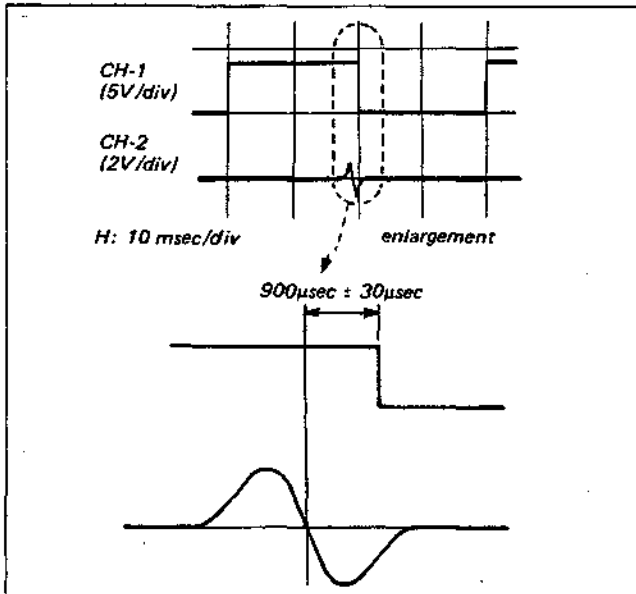 CH-1
(5V/div)
CH-2
(2V/div)
H: 10 msec/div
enlargement
900μsec ± 30μsec